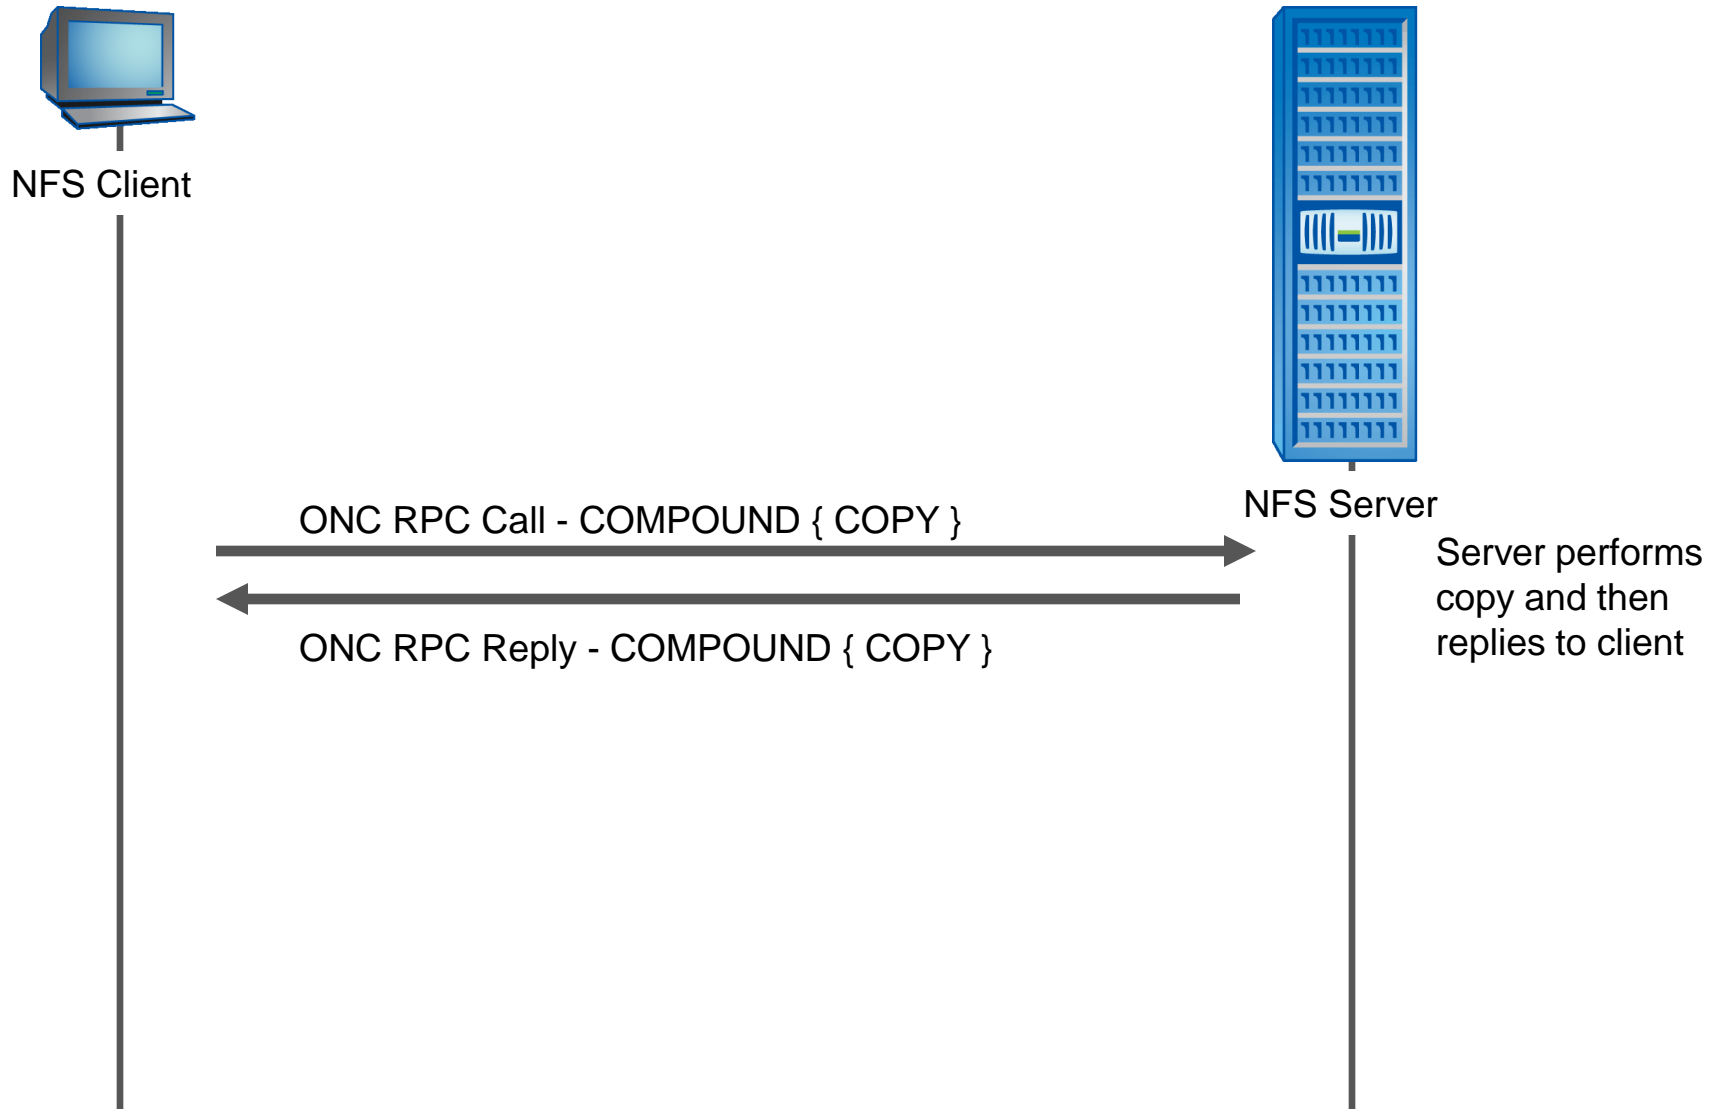 NFS Client
NFS Server
ONC RPC Call - COMPOUND { COPY }
Server performs
copy and then
replies to client
ONC RPC Reply - COMPOUND { COPY }